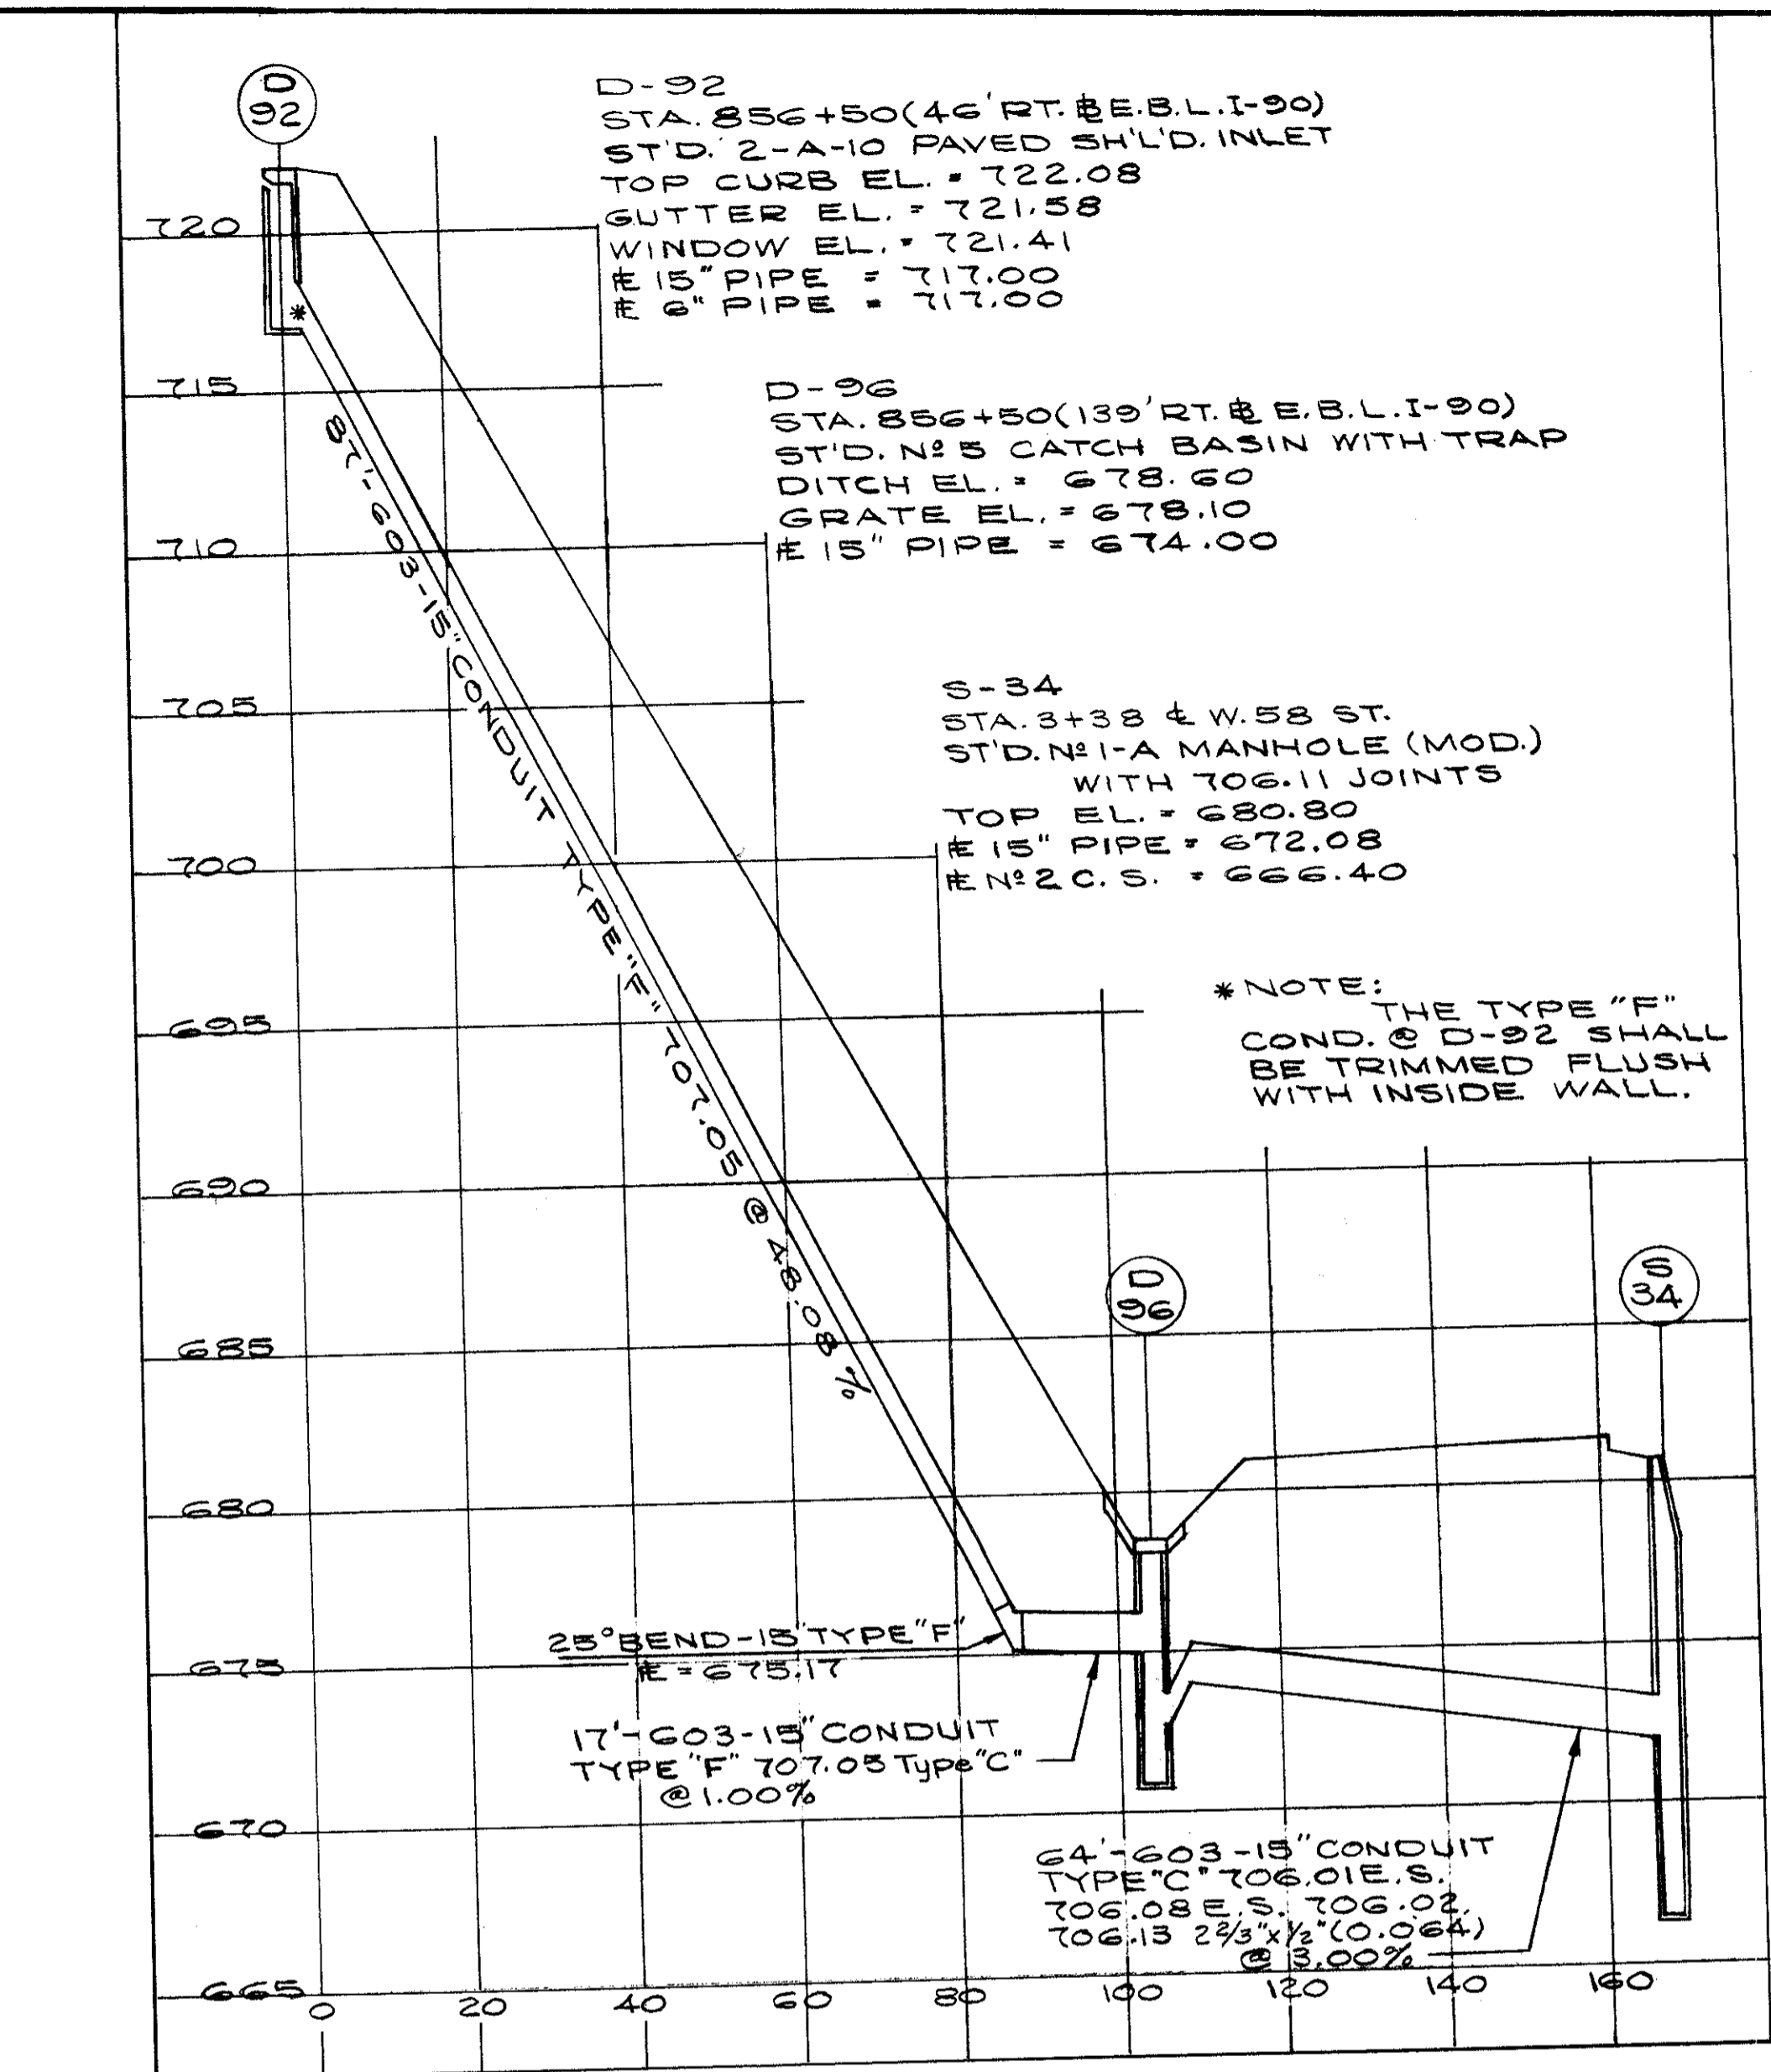 D
92
D-92
STA. 856+50(46' RT. ℄ E.B.L. I-90)
ST'D. 2-A-10 PAVED SH'L'D. INLET
TOP CURB EL. = 722.08
GUTTER EL. = 721.58
WINDOW EL. = 721.41
15" PIPE = 717.00
6" PIPE = 717.00
720
715
D-96
STA. 856+50(139' RT. ℄ E.B.L. I-90)
ST'D. Nº 5 CATCH BASIN WITH TRAP
DITCH EL. = 678.60
GRATE EL. = 678.10
15" PIPE = 674.00
710
87'-603-15" CONDUIT TYPE "F" 707.05 @ 48.08 %
705
S-34
STA. 3+38 ℄ W. 58 ST.
ST'D. Nº 1-A MANHOLE (MOD.)
WITH 706.11 JOINTS
TOP EL. = 680.80
15" PIPE = 672.08
Nº 2 C. S. = 666.40
700
* NOTE:
THE TYPE "F"
COND. @ D-92 SHALL
BE TRIMMED FLUSH
WITH INSIDE WALL.
*
695
690
D
96
S
34
685
680
25° BEND-15" TYPE "F"
= 675.17
675
17'-603-15" CONDUIT
TYPE "F" 707.05 Type "C"
@ 1.00%
670
64'-603-15" CONDUIT
TYPE "C" 706.01 E.S.
706.08 E.S. 706.02,
706.13 2⅔"x½" (0.064)
@ 3.00%
665
0 20 40 60 80 100 120 140 160